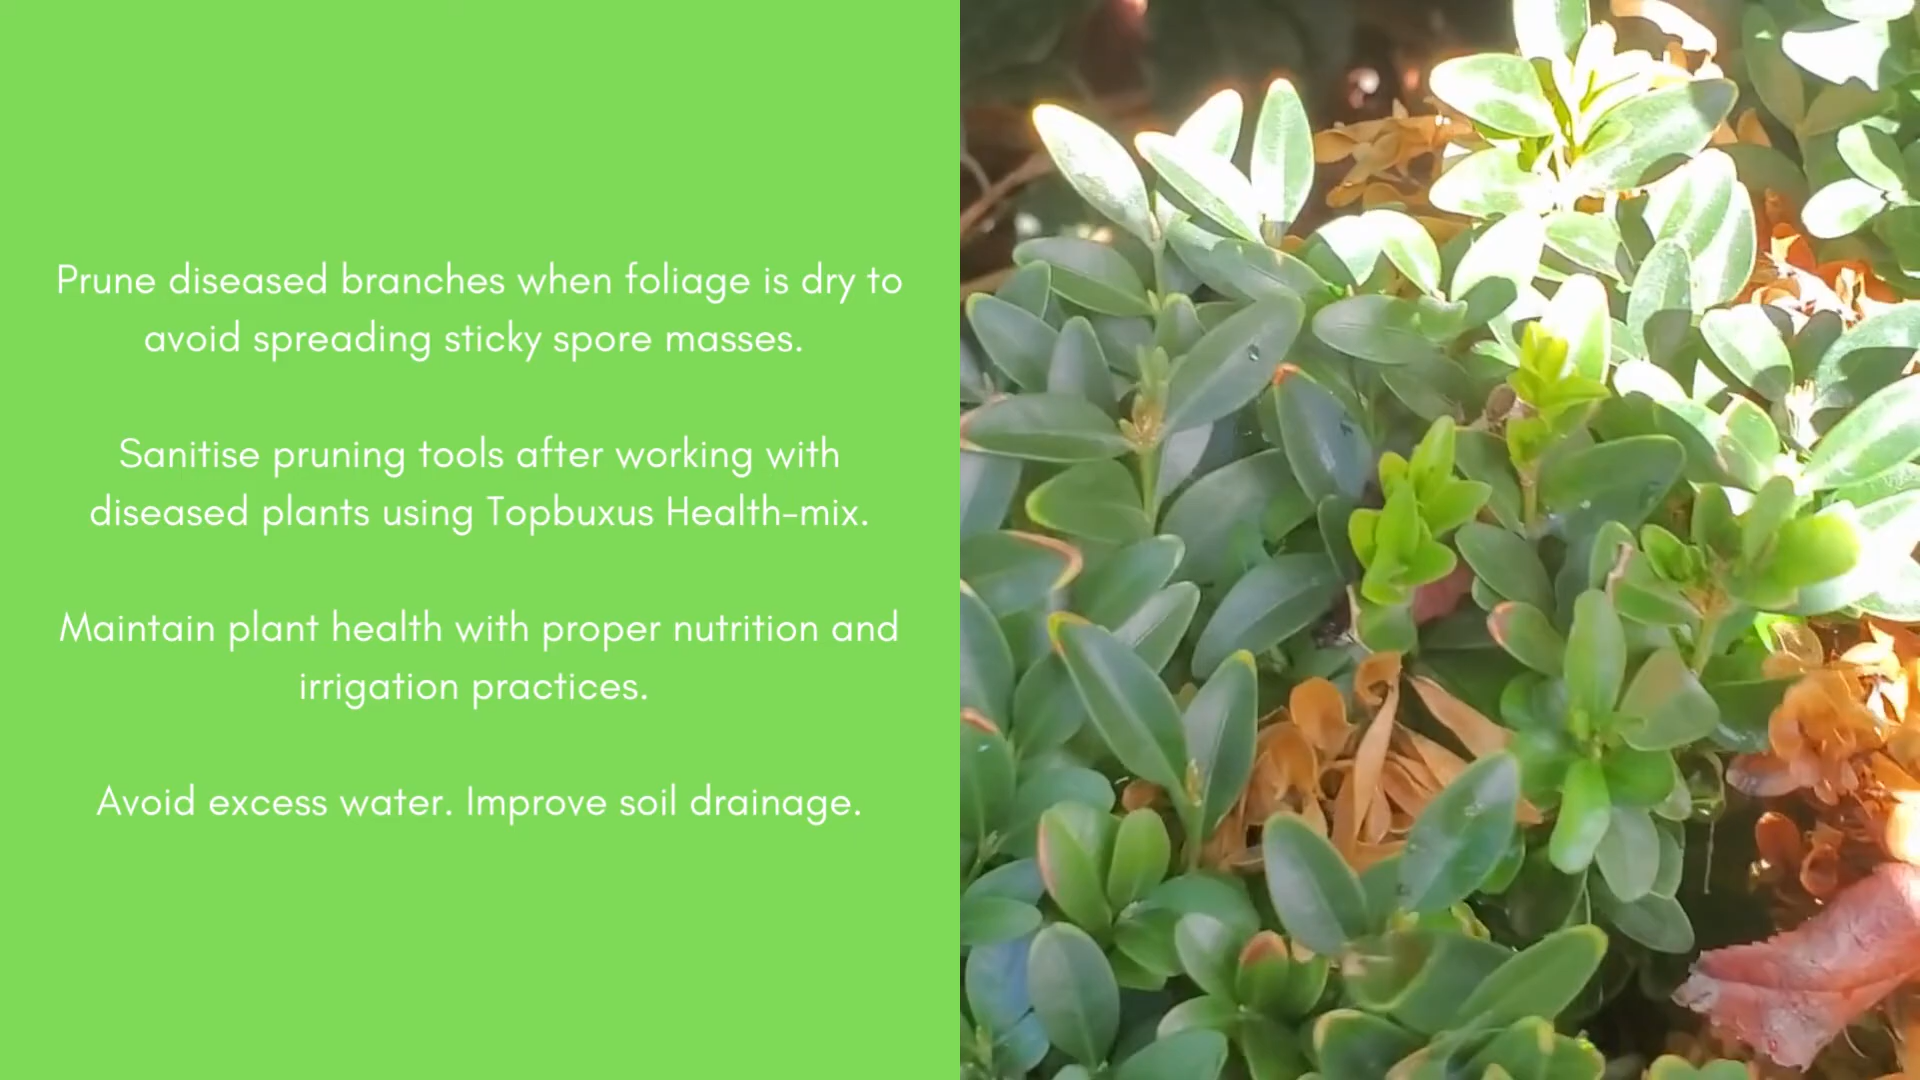 Prune diseased branches when foliage is dry to
avoid spreading sticky spore masses.
Sanitise pruning tools after working with
diseased plants using Topbuxus Health-mix.
Maintain plant health with proper nutrition and
irrigation practices.
Avoid excess water. Improve soil drainage.